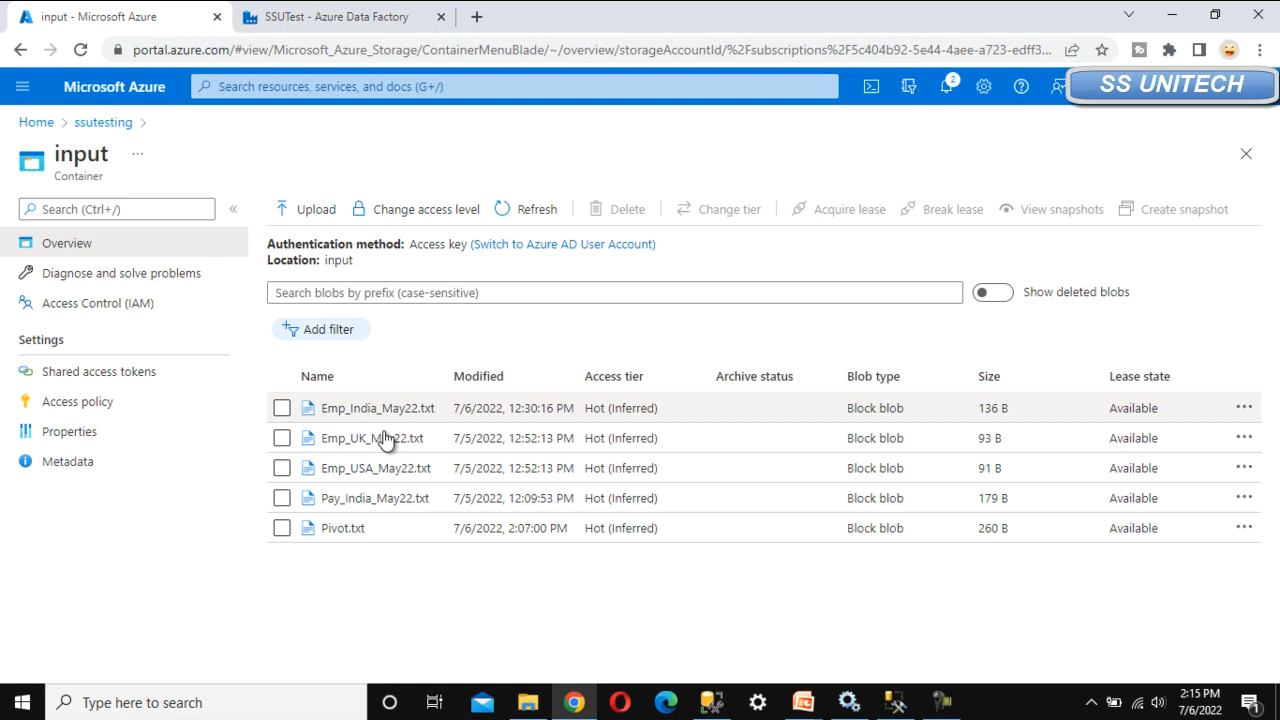 input - Microsoft Azure
SSUTest - Azure Data Factory
portal.azure.com/#view/Microsoft_Azure_Storage/ContainerMenuBlade/~/overview/storageAccountId/%2Fsubscriptions%2F5c404b92-5e44-4aee-a723-edff3...
Microsoft Azure
Search resources, services, and docs (G+/)
2
SS UNITECH
Home > ssutesting >
input ...
Container
Search (Ctrl+/)
«
Upload
Change access level
Refresh
Delete
Change tier
Acquire lease
Break lease
View snapshots
Create snapshot
Overview
Diagnose and solve problems
Access Control (IAM)
Settings
Shared access tokens
Access policy
Properties
Metadata
Authentication method: Access key (Switch to Azure AD User Account)
Location: input
Search blobs by prefix (case-sensitive)
Show deleted blobs
Add filter
Name Modified Access tier Archive status Blob type Size Lease state
Emp_India_May22.txt 7/6/2022, 12:30:16 PM Hot (Inferred) Block blob 136 B Available ...
Emp_UK_May22.txt 7/5/2022, 12:52:13 PM Hot (Inferred) Block blob 93 B Available ...
Emp_USA_May22.txt 7/5/2022, 12:52:13 PM Hot (Inferred) Block blob 91 B Available ...
Pay_India_May22.txt 7/5/2022, 12:09:53 PM Hot (Inferred) Block blob 179 B Available ...
Pivot.txt 7/6/2022, 2:07:00 PM Hot (Inferred) Block blob 260 B Available ...
Type here to search
2:15 PM
7/6/2022
1